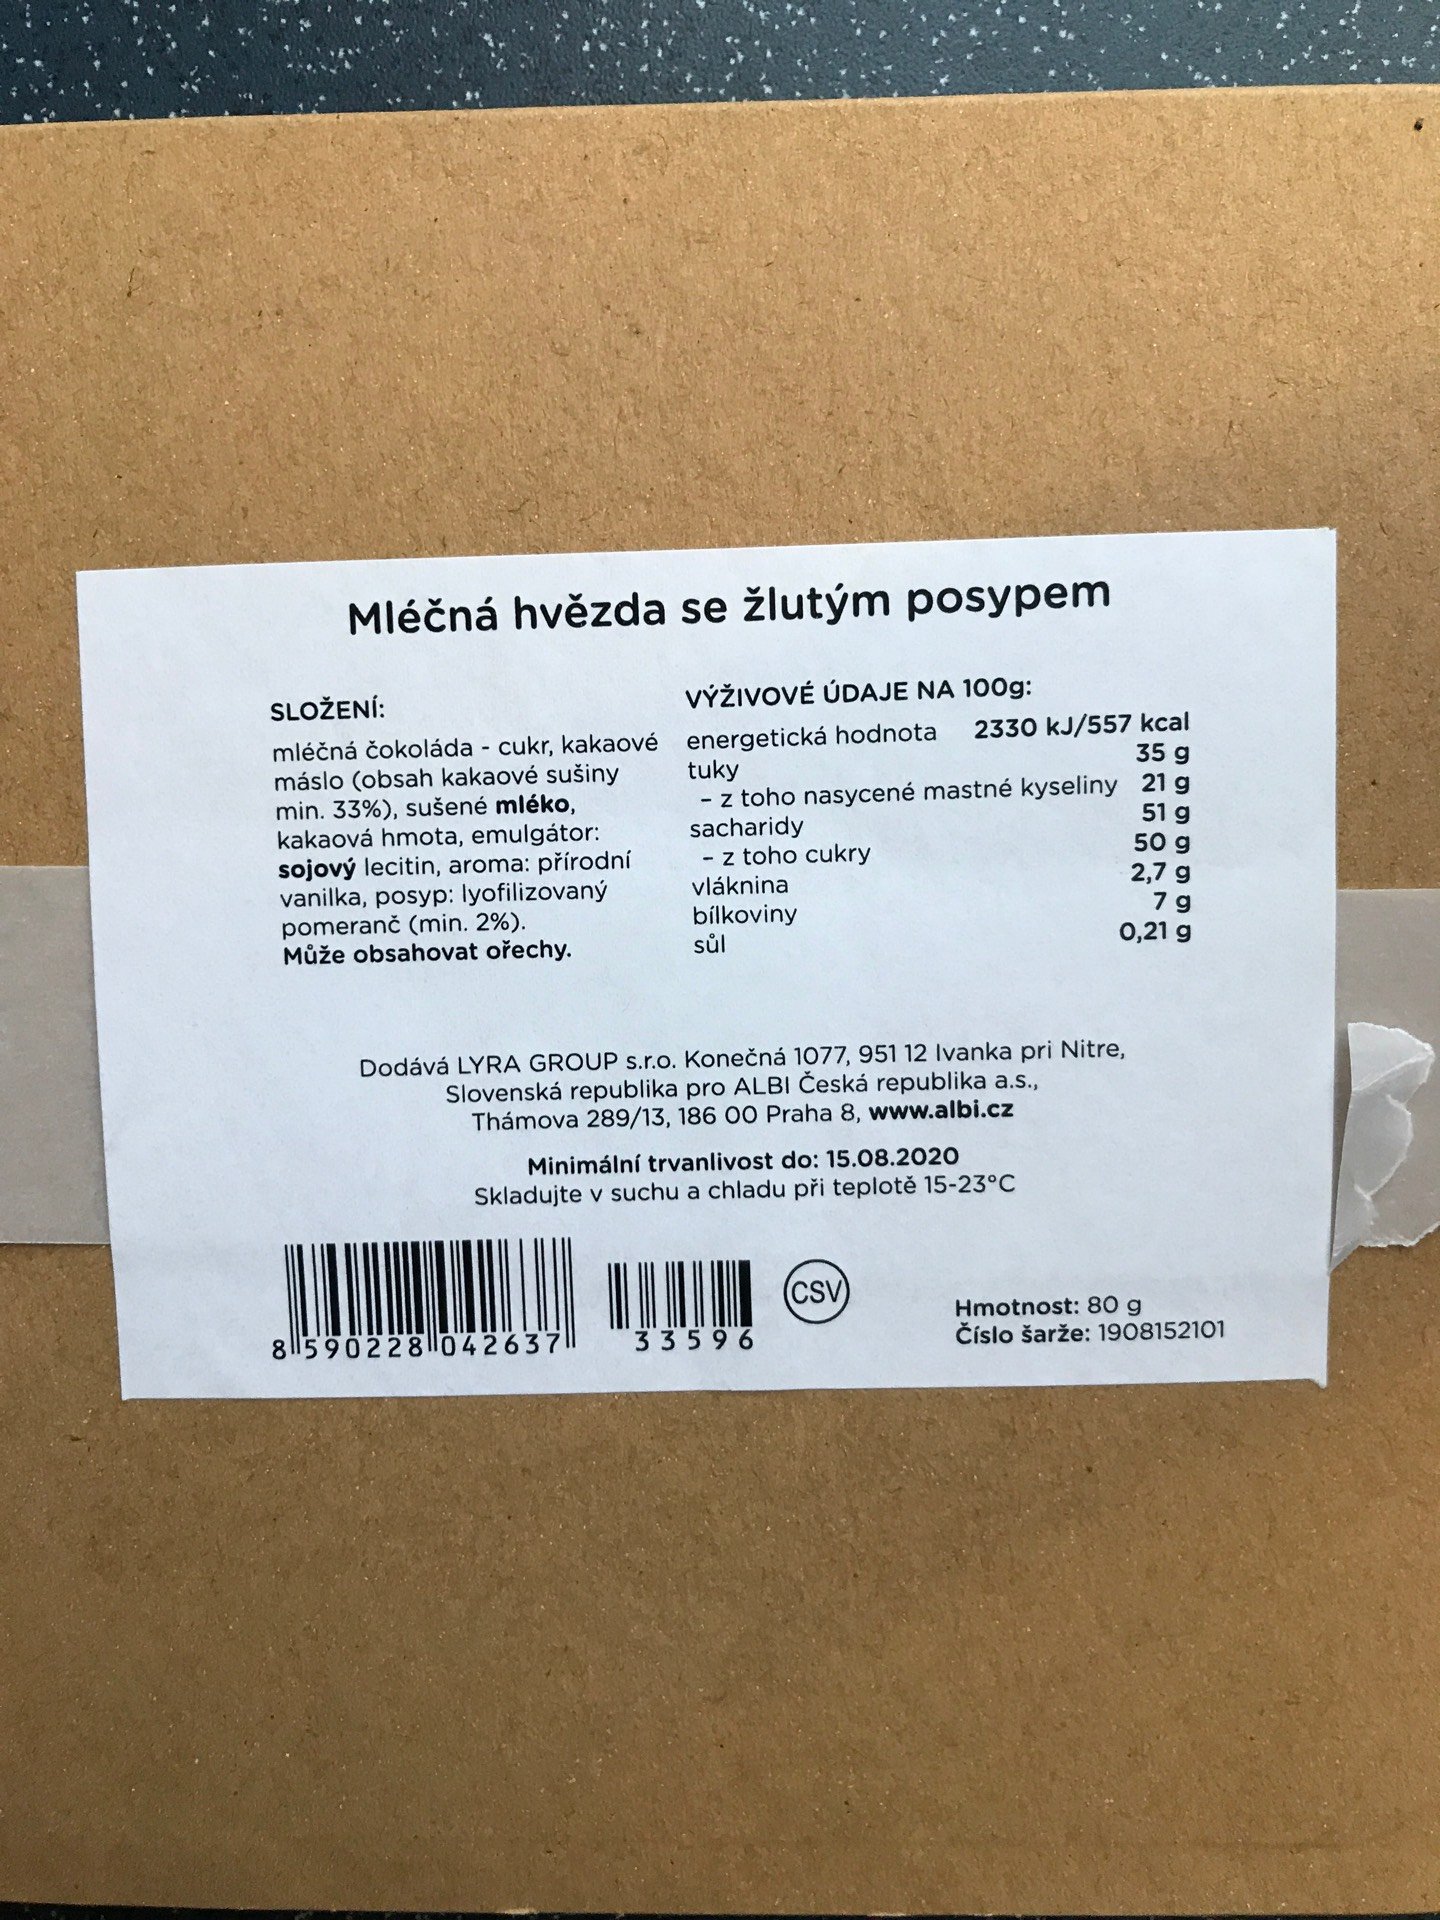 Mléčná hvězda se žlutým posypem
SLOŽENÍ:
mléčná čokoláda - cukr, kakaové
máslo (obsah kakaové sušiny
min. 33%), sušené mléko,
kakaová hmota, emulgátor:
sojový lecitin, aroma: přírodní
vanilka, posyp: lyofilizovaný
pomeranč (min. 2%).
Může obsahovat ořechy.
VÝŽIVOVÉ ÚDAJE NA 100g:
energetická hodnota 2330 kJ/557 kcal
tuky 35 g
– z toho nasycené mastné kyseliny 21 g
sacharidy 51 g
– z toho cukry 50 g
vláknina 2,7 g
bílkoviny 7 g
sůl 0,21 g
Dodává LYRA GROUP s.r.o. Konečná 1077, 951 12 Ivanka pri Nitre,
Slovenská republika pro ALBI Česká republika a.s.,
Thámova 289/13, 186 00 Praha 8, www.albi.cz
Minimální trvanlivost do: 15.08.2020
Skladujte v suchu a chladu při teplotě 15-23°C
8 590228 042637
33596
CSV
Hmotnost: 80 g
Číslo šarže: 1908152101